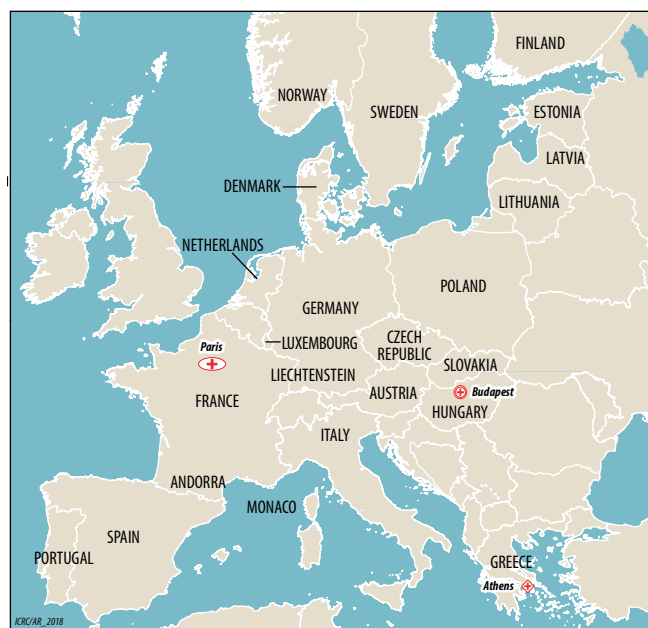 FINLAND
NORWAY
SWEDEN
ESTONIA
LATVIA
DENMARK
LITHUANIA
NETHERLANDS
POLAND
GERMANY
Paris
LUXEMBOURG
CZECH
REPUBLIC
SLOVAKIA
LIECHTENSTEIN
AUSTRIA
Budapest
FRANCE
HUNGARY
ITALY
ANDORRA
MONACO
SPAIN
PORTUGAL
GREECE
Athens
ICRC/AR_2018